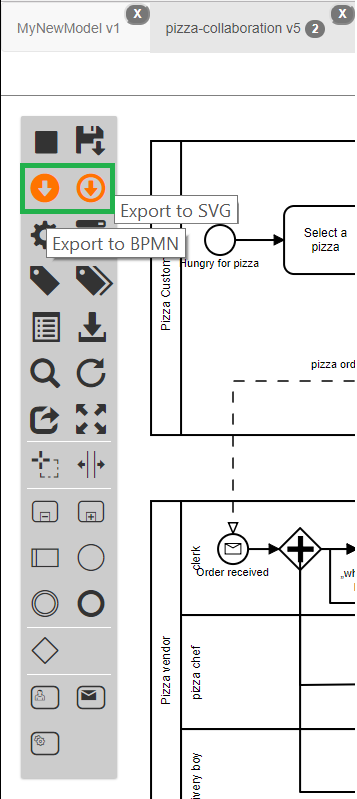 MyNewModel v1
X
pizza-collaboration v5
2
X
Export to SVG
Export to BPMN
Pizza Custom
Hungry for pizza
Select a
pizza
pizza ord
Pizza vendor
clerk
Order received
„wh
pizza chef
ivery boy